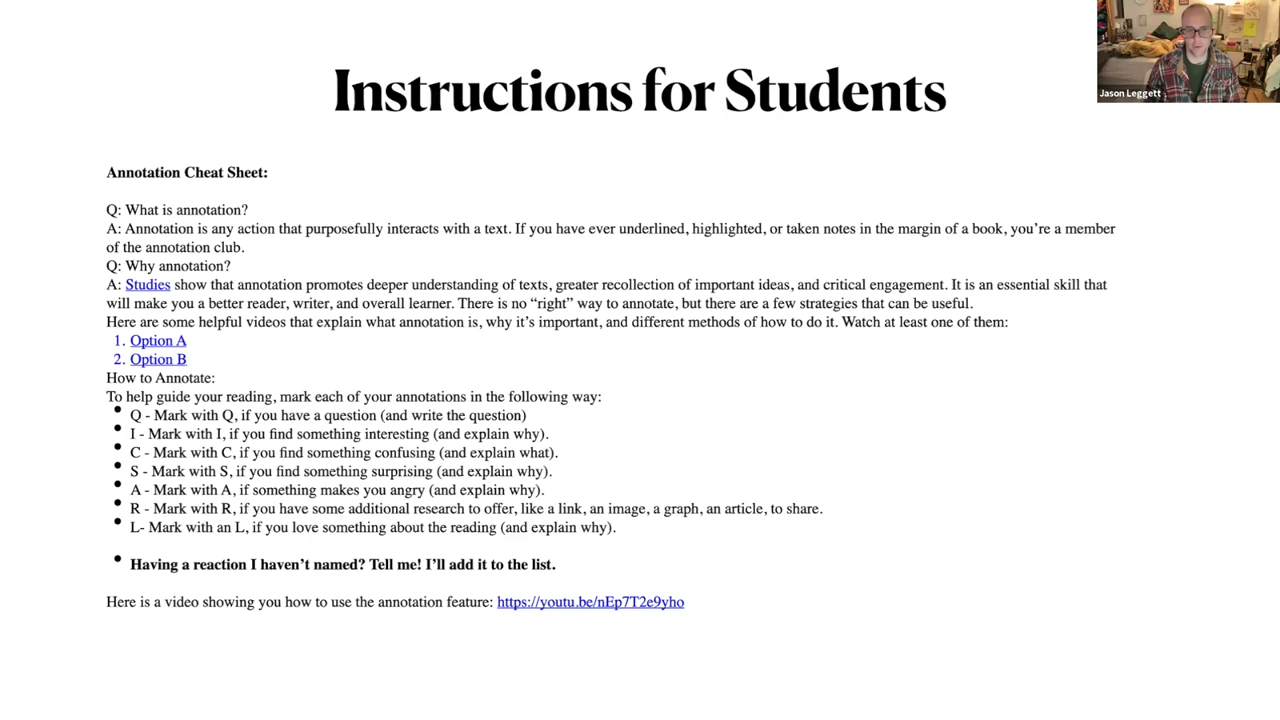 Jason Leggett
Instructions for Students
Annotation Cheat Sheet:
Q: What is annotation?
A: Annotation is any action that purposefully interacts with a text. If you have ever underlined, highlighted, or taken notes in the margin of a book, you’re a member
of the annotation club.
Q: Why annotation?
A: Studies show that annotation promotes deeper understanding of texts, greater recollection of important ideas, and critical engagement. It is an essential skill that
will make you a better reader, writer, and overall learner. There is no “right” way to annotate, but there are a few strategies that can be useful.
Here are some helpful videos that explain what annotation is, why it’s important, and different methods of how to do it. Watch at least one of them:
1. Option A
2. Option B
How to Annotate:
To help guide your reading, mark each of your annotations in the following way:
• Q - Mark with Q, if you have a question (and write the question)
• I - Mark with I, if you find something interesting (and explain why).
• C - Mark with C, if you find something confusing (and explain what).
• S - Mark with S, if you find something surprising (and explain why).
• A - Mark with A, if something makes you angry (and explain why).
• R - Mark with R, if you have some additional research to offer, like a link, an image, a graph, an article, to share.
• L- Mark with an L, if you love something about the reading (and explain why).
• Having a reaction I haven’t named? Tell me! I’ll add it to the list.
Here is a video showing you how to use the annotation feature: https://youtu.be/nEp7T2e9yho